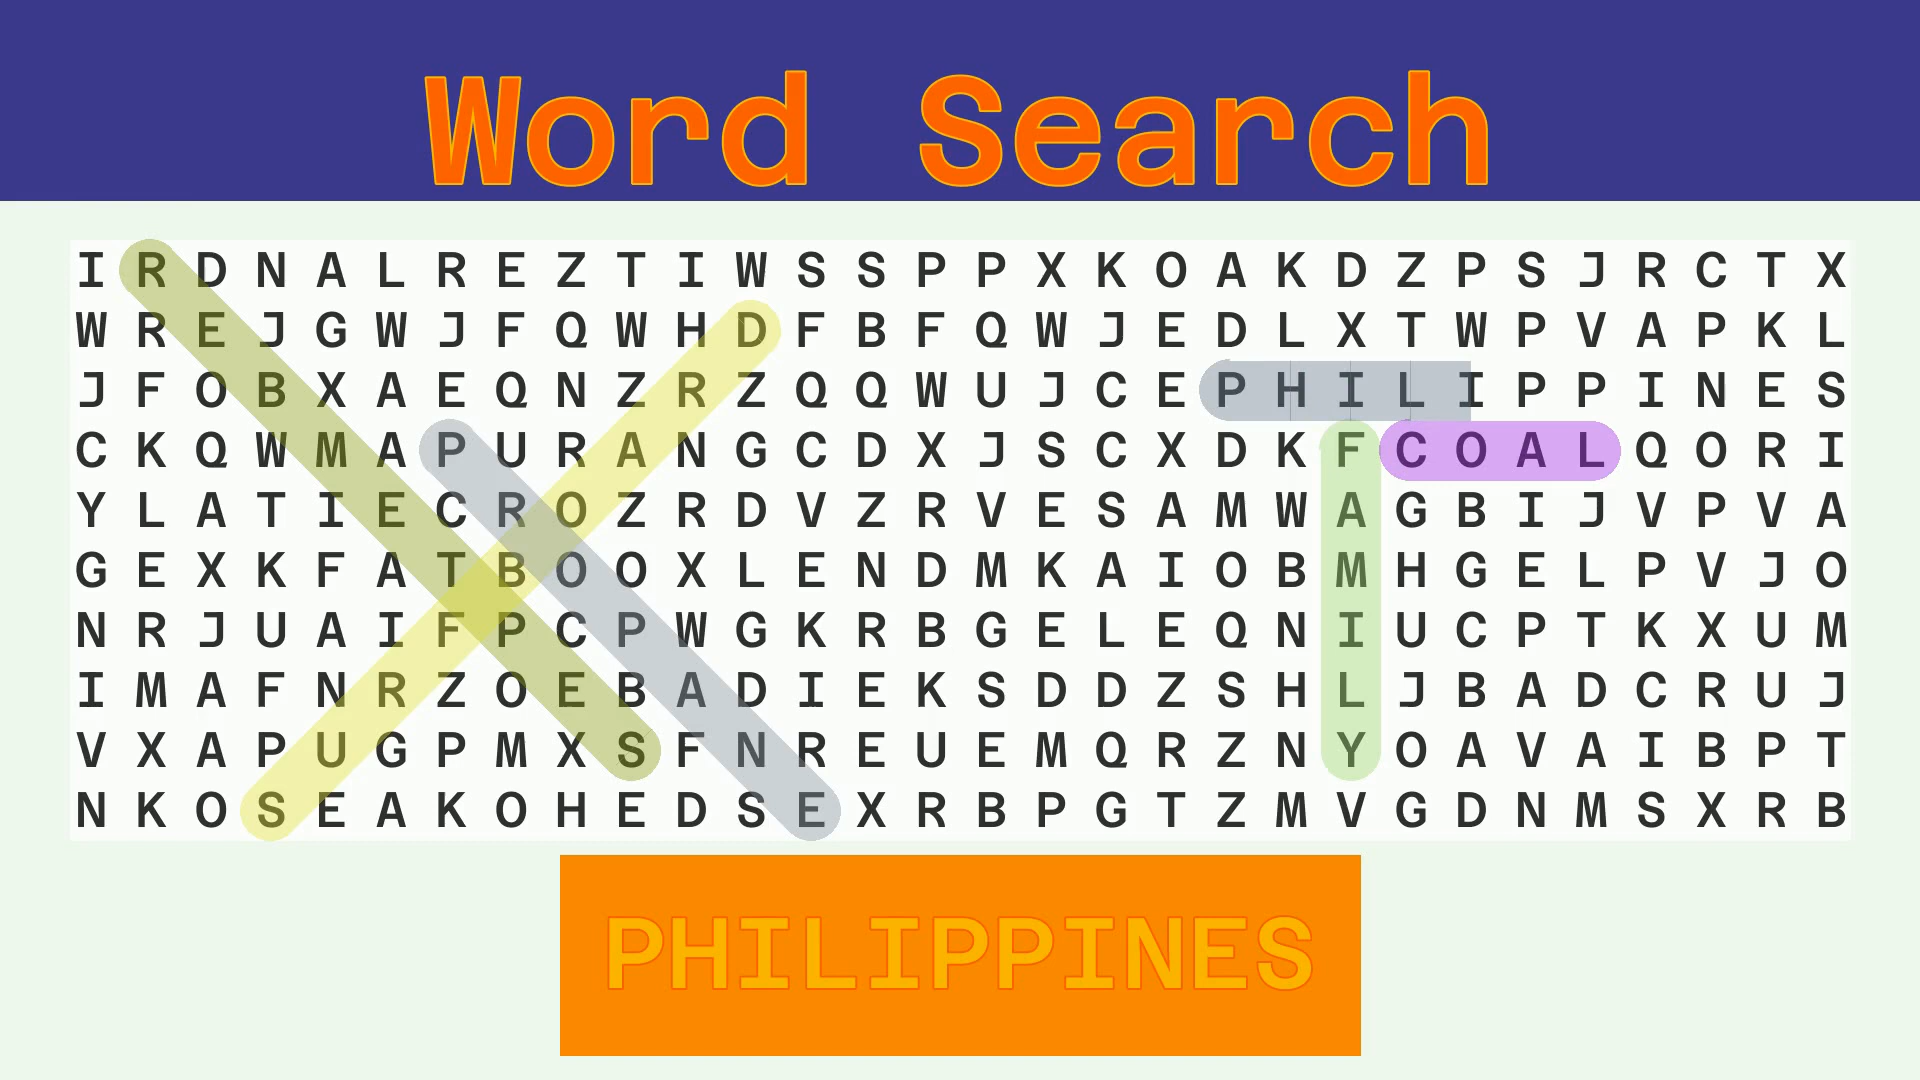 Word Search
I R D N A L R E Z T I W S S P P X K O A K D Z P S J R C T X
W R E J G W J F Q W H D F B F Q W J E D L X T W P V A P K L
J F O B X A E Q N Z R Z Q Q W U J C E P H I L I P P I N E S
C K Q W M A P U R A N G C D X J S C X D K F C O A L Q O R I
Y L A T I E C R O Z R D V Z R V E S A M W A G B I J V P V A
G E X K F A T B O O X L E N D M K A I O B M H G E L P V J O
N R J U A I F P C P W G K R B G E L E Q N I U C P T K X U M
I M A F N R Z O E B A D I E K S D D Z S H L J B A D C R U J
V X A P U G P M X S F N R E U E M Q R Z N Y O A V A I B P T
N K O S E A K O H E D S E X R B P G T Z M V G D N M S X R B
PHILIPPINES